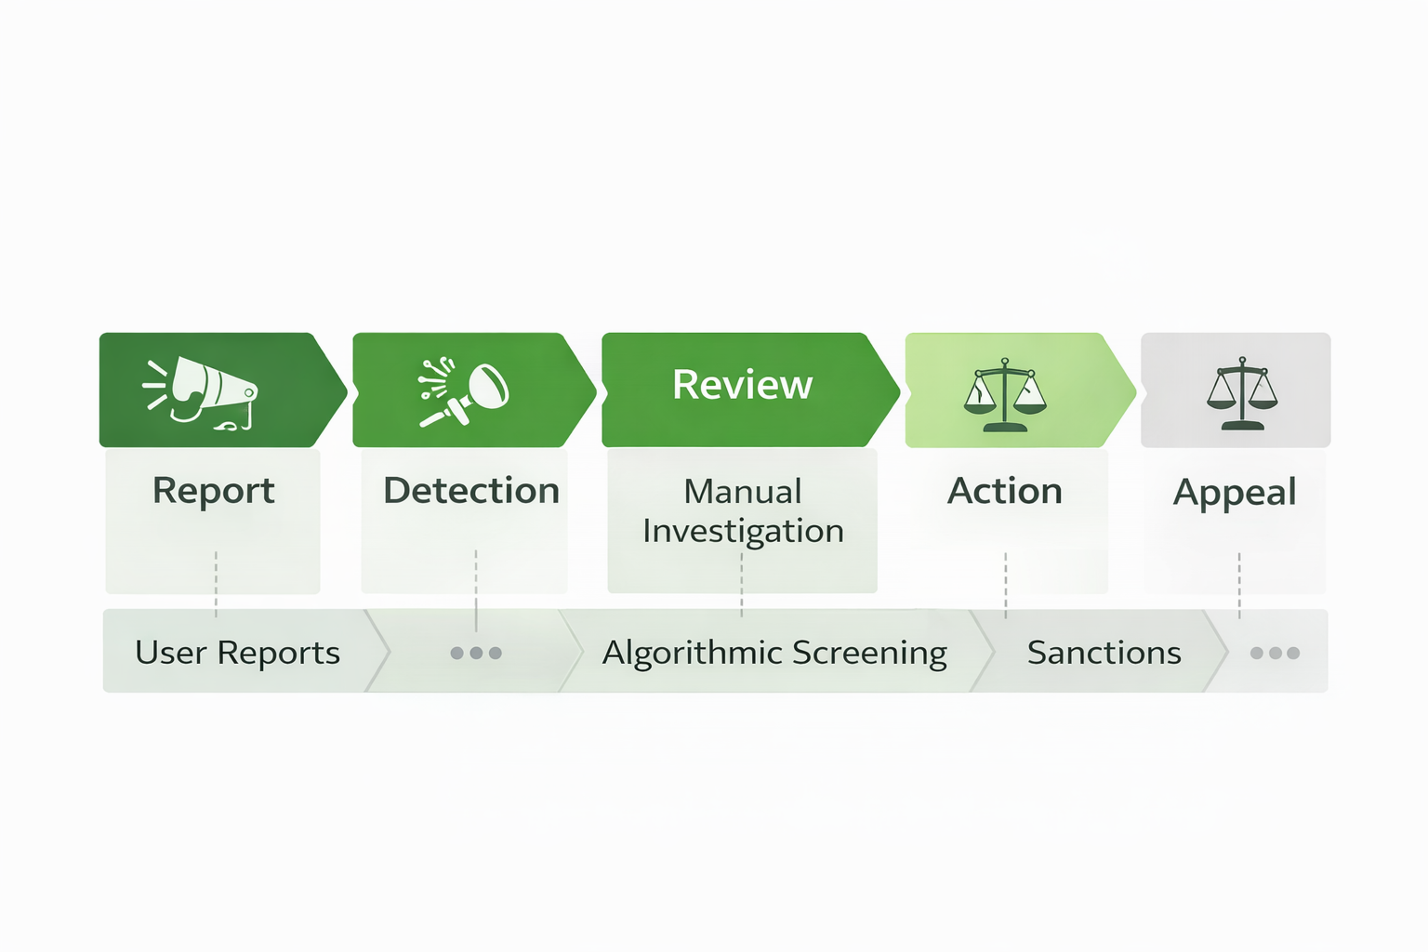 Review
Report
Detection
Manual
Investigation
Action
Appeal
User Reports
Algorithmic Screening
Sanctions